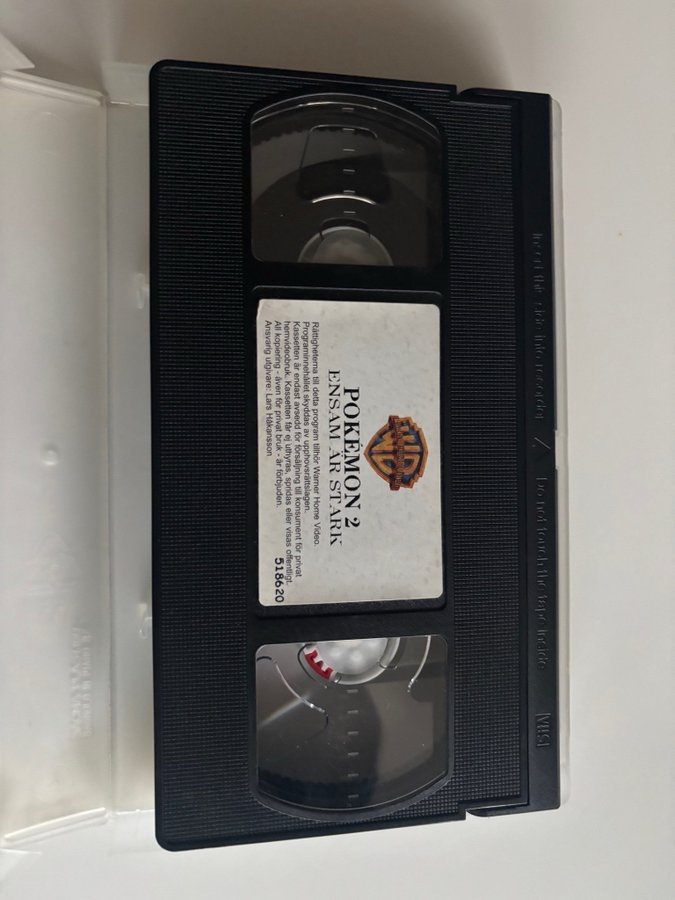 POKÉMON 2
ENSAM ÄR STARK
Rättigheterna till detta program tillhör Warner Home Video.
Programinnehållet skyddas av upphovsrättslagen.
Kassetten är endast avsedd för försäljning till konsument för privat
hemvideobruk. Kassetten får ej uthyras, spridas eller visas offentligt.
All kopiering - även för privat bruk - är förbjuden.
Ansvarig utgivare: Lars Håkansson
518620
Insert this side into recorder / Do not touch the tape inside
VHS